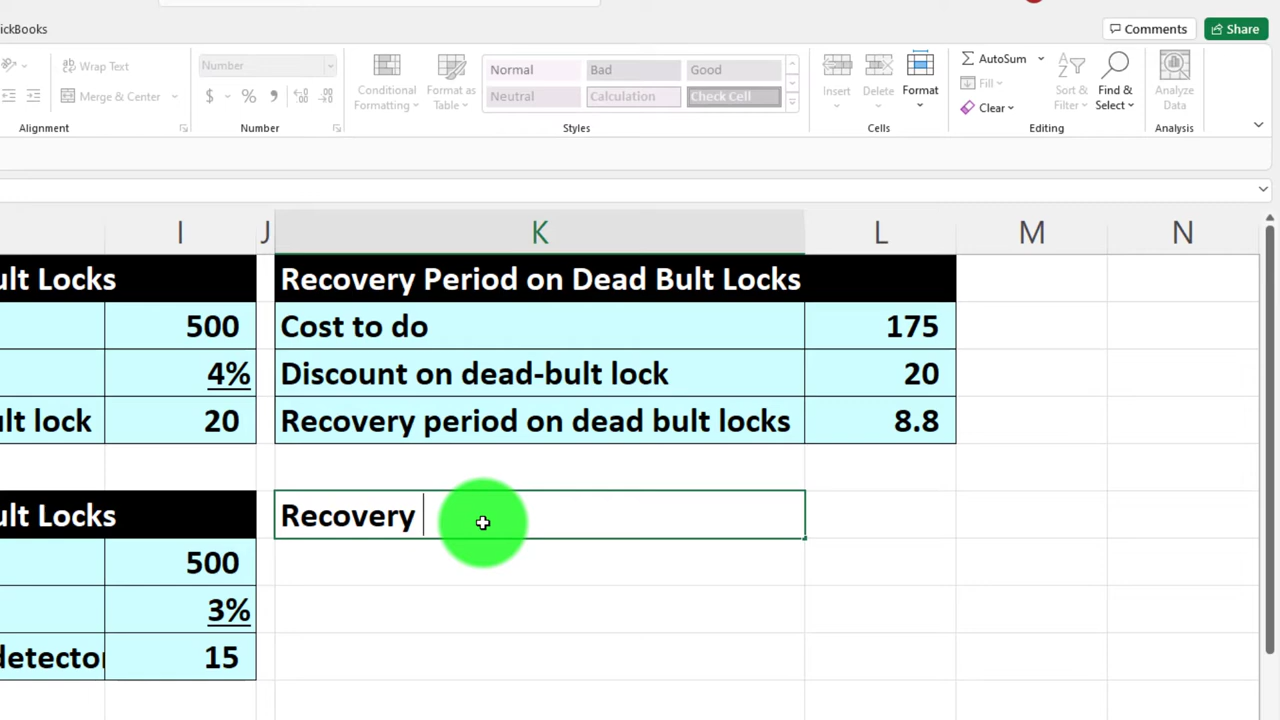 ickBooks
Comments
Share
Wrap Text
Number
Normal
Bad
Good
AutoSum
Merge & Center
$ % ,
Conditional Formatting
Format as Table
Neutral
Calculation
Check Cell
Insert
Delete
Format
Fill
Clear
Sort & Filter
Find & Select
Analyze Data
Alignment
Number
Styles
Cells
Editing
Analysis
I J K L M N
ult Locks
Recovery Period on Dead Bult Locks
500 Cost to do 175
4% Discount on dead-bult lock 20
ult lock 20 Recovery period on dead bult locks 8.8
ult Locks Recovery
500
3%
detector 15